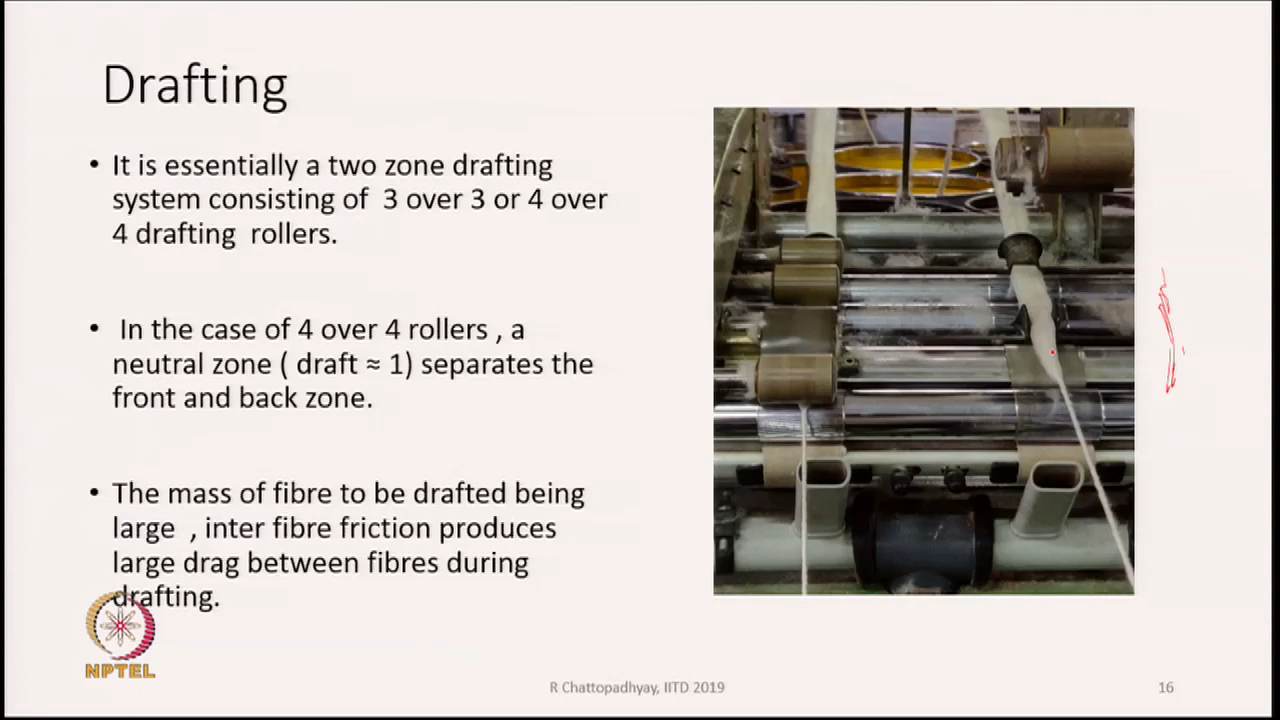 Drafting
• It is essentially a two zone drafting
system consisting of 3 over 3 or 4 over
4 drafting rollers.
• In the case of 4 over 4 rollers , a
neutral zone ( draft ≈ 1) separates the
front and back zone.
• The mass of fibre to be drafted being
large , inter fibre friction produces
large drag between fibres during
drafting.
NPTEL
R Chattopadhyay, IITD 2019
16